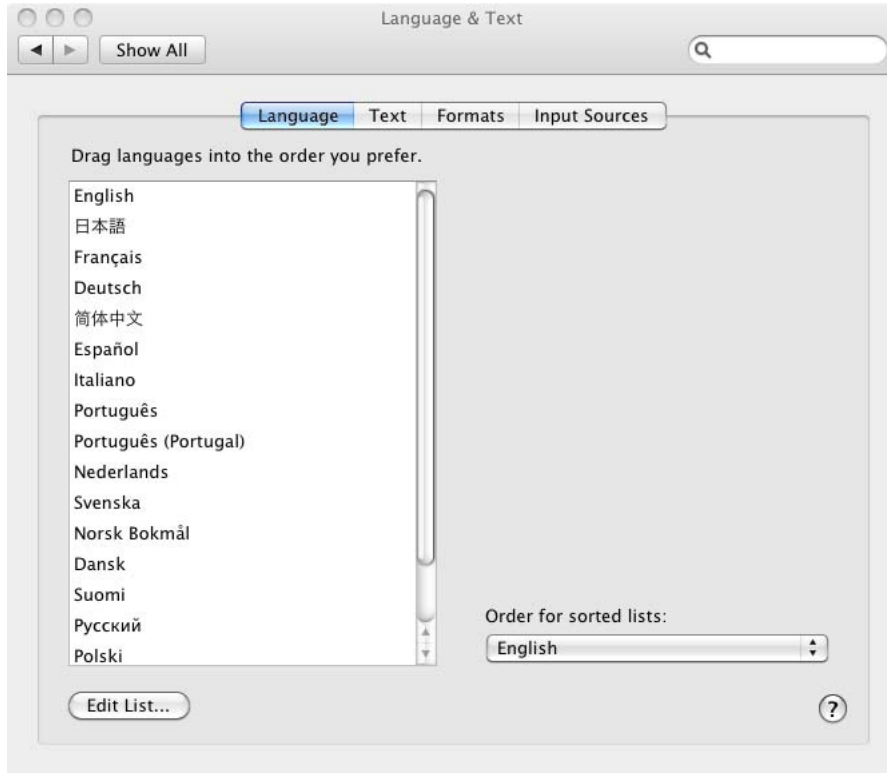 Language & Text
Show All
Language Text Formats Input Sources
Drag languages into the order you prefer.
English
日本語
Français
Deutsch
简体中文
Español
Italiano
Português
Português (Portugal)
Nederlands
Svenska
Norsk Bokmål
Dansk
Suomi
Русский
Polski
Order for sorted lists:
English
Edit List...
?